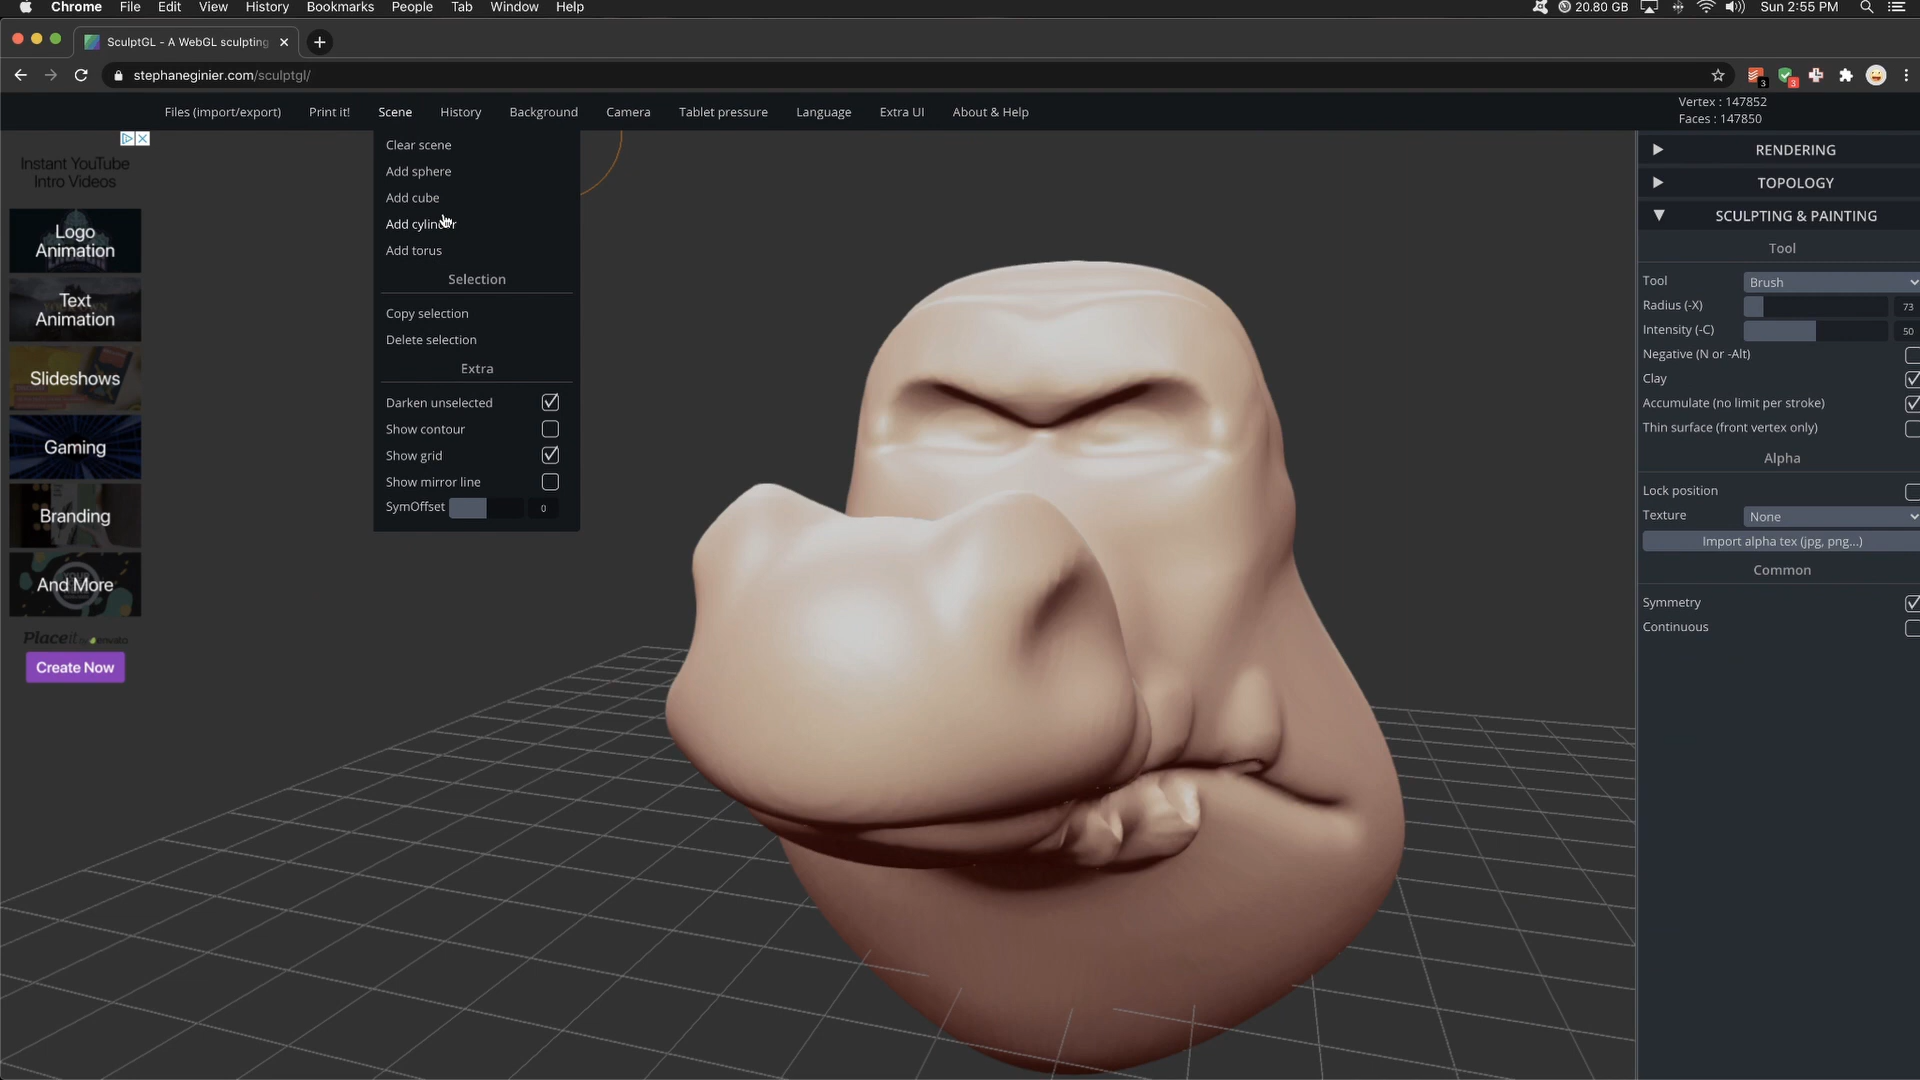 Chrome File Edit View History Bookmarks People Tab Window Help 20.80 GB Sun 2:55 PM
SculptGL - A WebGL sculpting
stephaneginier.com/sculptgl/
3 3
Files (import/export) Print it! Scene History Background Camera Tablet pressure Language Extra UI About & Help
Vertex : 147852
Faces : 147850
Instant YouTube
Intro Videos
Logo
Animation
Text
Animation
Slideshows
Gaming
Branding
And More
Placeit by envato
Create Now
Clear scene
Add sphere
Add cube
Add cylinder
Add torus
Selection
Copy selection
Delete selection
Extra
Darken unselected
Show contour
Show grid
Show mirror line
SymOffset 0
RENDERING
TOPOLOGY
SCULPTING & PAINTING
Tool
Tool Brush
Radius (-X) 73
Intensity (-C) 50
Negative (N or -Alt)
Clay
Accumulate (no limit per stroke)
Thin surface (front vertex only)
Alpha
Lock position
Texture None
Import alpha tex (jpg, png...)
Common
Symmetry
Continuous